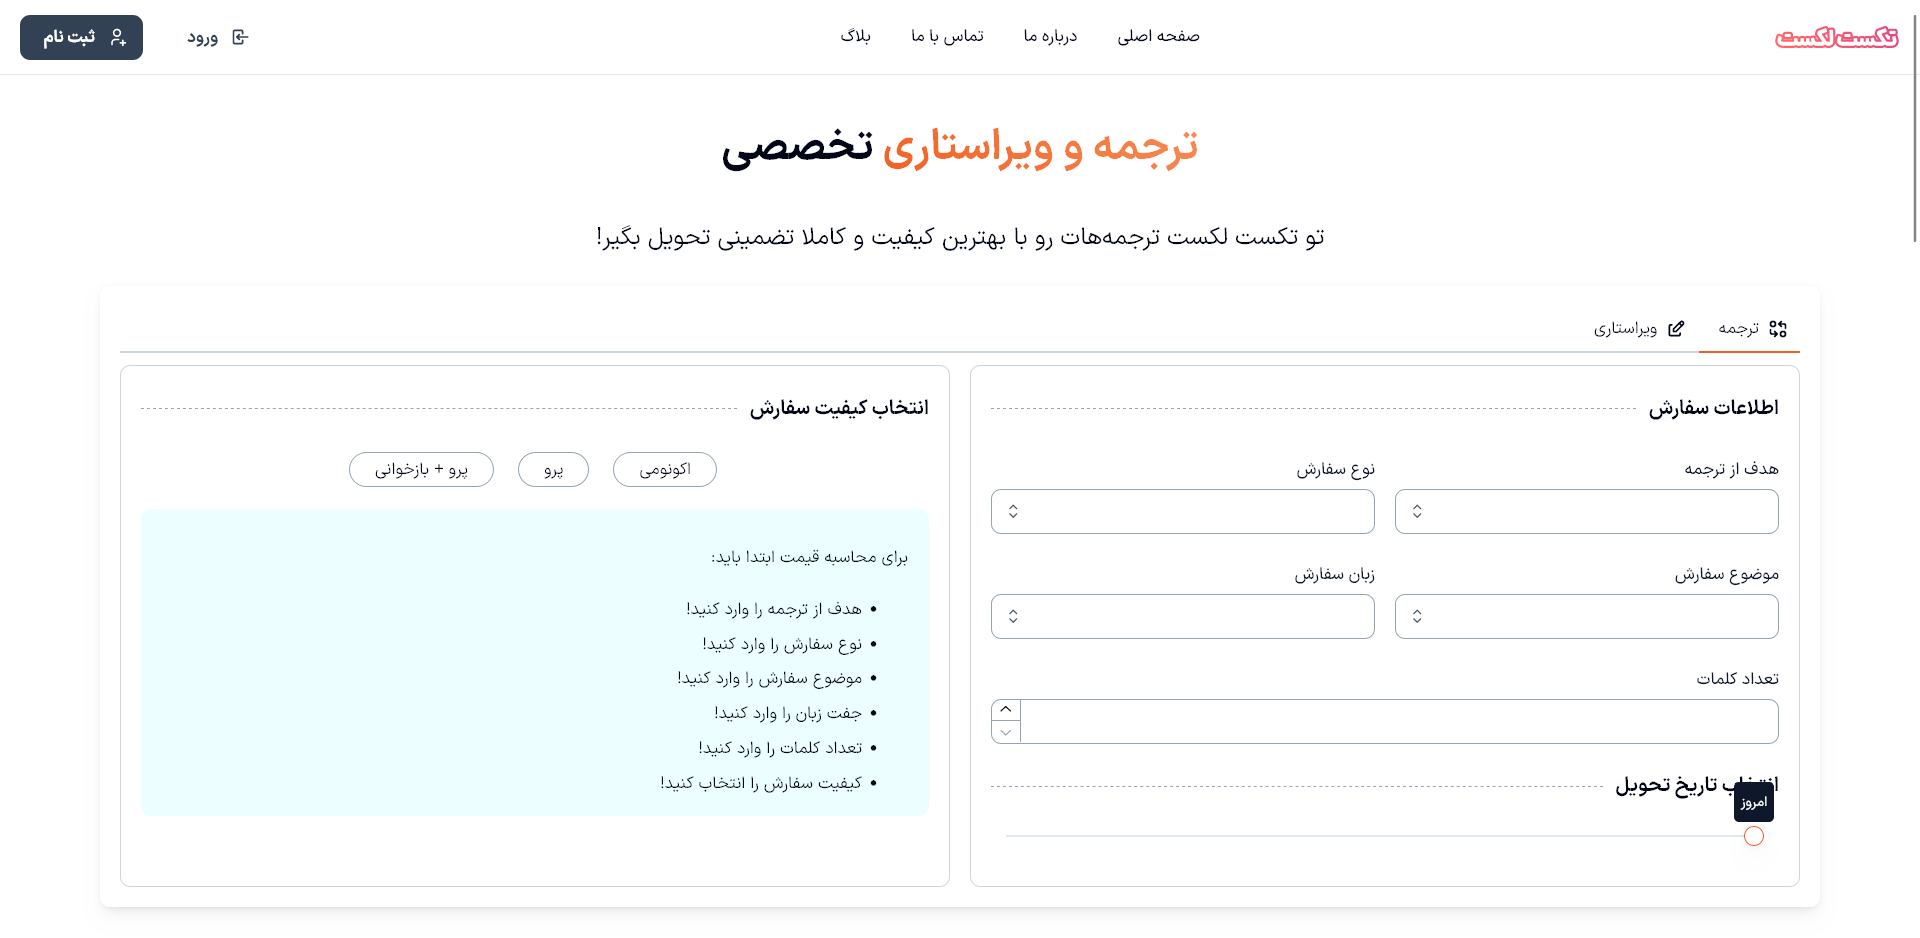 تکست‌لکست
صفحه اصلی
درباره ما
تماس با ما
بلاگ
ورود
ثبت نام
ترجمه و ویراستاری تخصصی
تو تکست لکست ترجمه‌هات رو با بهترین کیفیت و کاملا تضمینی تحویل بگیر!
ترجمه
ویراستاری
اطلاعات سفارش
هدف از ترجمه
نوع سفارش
موضوع سفارش
زبان سفارش
تعداد کلمات
انتخاب تاریخ تحویل
امروز
انتخاب کیفیت سفارش
اکونومی
پرو
پرو + بازخوانی
برای محاسبه قیمت ابتدا باید:
• هدف از ترجمه را وارد کنید!
• نوع سفارش را وارد کنید!
• موضوع سفارش را وارد کنید!
• جفت زبان را وارد کنید!
• تعداد کلمات را وارد کنید!
• کیفیت سفارش را انتخاب کنید!